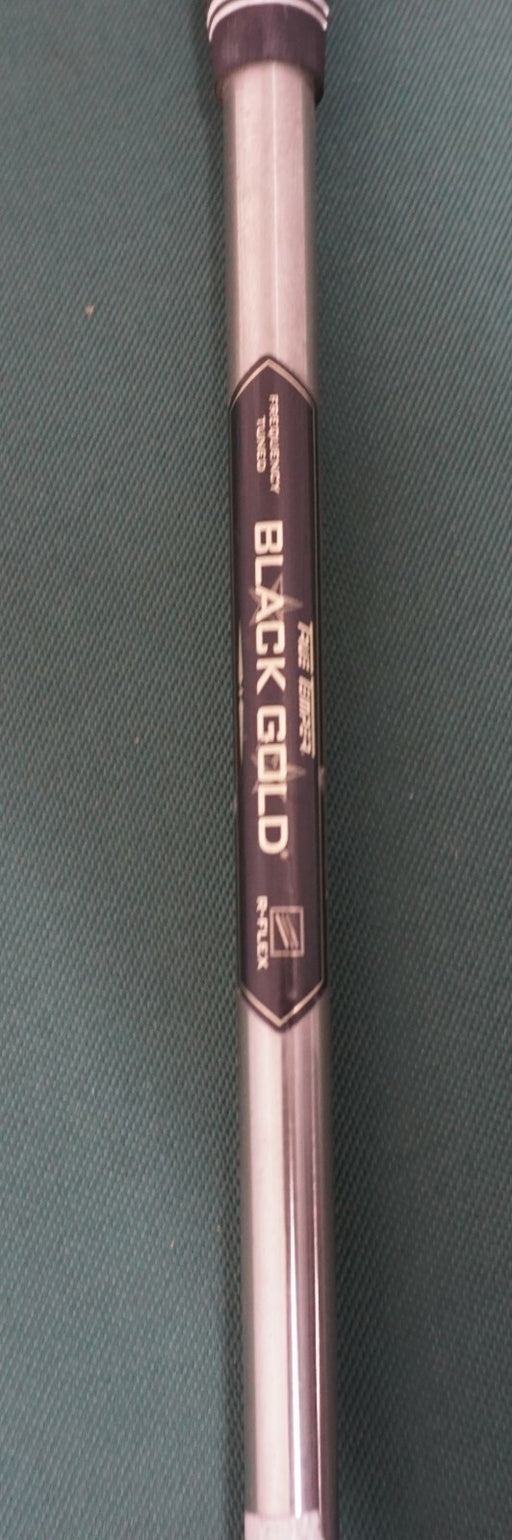 FREQUENCY
TUNED
TRUE TEMPER
BLACK GOLD
R-FLEX